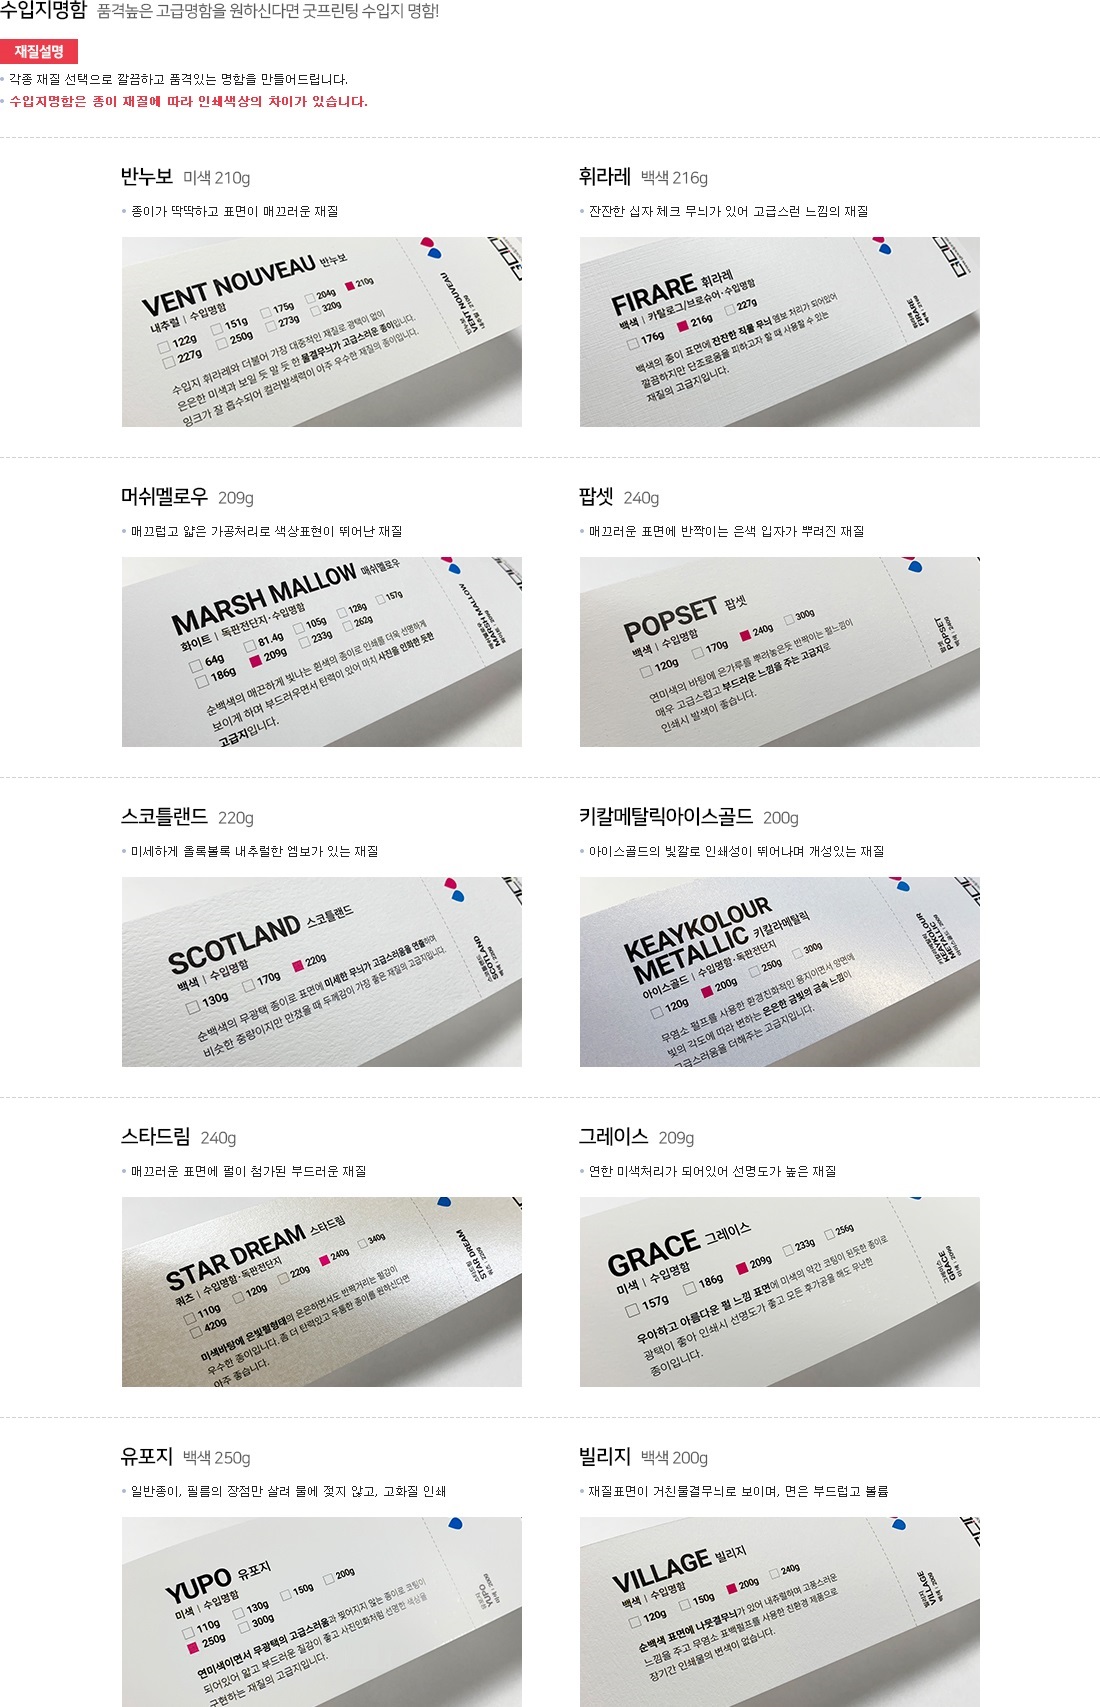 수입지명함 품격높은 고급명함을 원하신다면 굿프린팅 수입지 명함!
재질설명
• 각종 재질 선택으로 깔끔하고 품격있는 명함을 만들어드립니다.
• 수입지명함은 종이 재질에 따라 인쇄색상의 차이가 있습니다.
반누보 미색 210g
• 종이가 딱딱하고 표면이 매끄러운 재질
VENT NOUVEAU 반누보
내추럴 | 수입명함
122g 151g 175g 204g 210g
227g 250g 273g 320g
수입지 휘라레와 더불어 가장 대중적인 재질로 광택이 없이
은은한 미색과 보일 듯 말 듯 한 물결무늬가 고급스러운 종이입니다.
잉크가 잘 흡수되어 컬러발색력이 아주 우수한 재질의 종이입니다.
VENT NOUVEAU
휘라레 백색 216g
• 잔잔한 십자 체크 무늬가 있어 고급스런 느낌의 재질
FIRARE 휘라레
백색 | 카탈로그/브로슈어·수입명함
176g 216g 227g
백색의 종이 표면에 잔잔한 직물 무늬 엠보 처리가 되어있어
깔끔하지만 단조로움을 피하고자 할 때 사용할 수 있는
재질의 고급지입니다.
FIRARE
머쉬멜로우 209g
• 매끄럽고 얇은 가공처리로 색상표현이 뛰어난 재질
MARSH MALLOW 매쉬멜로우
화이트 | 독판전단지·수입명함
64g 81.4g 105g 128g 157g
186g 209g 233g 262g
순백색의 매끈하게 빛나는 흰색의 종이로 인쇄를 더욱 선명하게
보이게 하며 부드러우면서 탄력이 있어 마치 사진을 인화한 듯한
고급지입니다.
MARSH MALLOW
팝셋 240g
• 매끄러운 표면에 반짝이는 은색 입자가 뿌려진 재질
POPSET 팝셋
백색 | 수입명함
120g 170g 240g 300g
연미색의 바탕에 은가루를 뿌려놓은듯 반짝이는 펄느낌이
매우 고급스럽고 부드러운 느낌을 주는 고급지로
인쇄시 발색이 좋습니다.
POPSET
스코틀랜드 220g
• 미세하게 올록볼록 내추럴한 엠보가 있는 재질
SCOTLAND 스코틀랜드
백색 | 수입명함
130g 170g 220g
순백색의 무광택 종이로 표면에 미세한 무늬가 고급스러움을 연출하며
비슷한 중량이지만 만졌을 때 두께감이 가장 좋은 재질의 고급지입니다.
SCOTLAND
키칼메탈릭아이스골드 200g
• 아이스골드의 빛깔로 인쇄성이 뛰어나며 개성있는 재질
KEAYKOLOUR
METALLIC 키칼라메탈릭
아이스골드 | 수입명함·독판전단지
120g 200g 250g 300g
무염소 펄프를 사용한 환경친화적인 용지이면서 양면에
빛의 각도에 따라 변하는 은은한 금빛의 금속 느낌이
고급스러움을 더해주는 고급지입니다.
KEAYKOLOUR
METALLIC
스타드림 240g
• 매끄러운 표면에 펄이 첨가된 부드러운 재질
STAR DREAM 스타드림
쿼츠 | 수입명함·독판전단지
110g 120g 220g 240g 340g
420g
미색바탕에 은빛펄형태의 은은하면서도 반짝거리는 펄감이
우수한 종이입니다. 좀 더 탄력있고 두툼한 종이를 원하신다면
아주 좋습니다.
STAR DREAM
그레이스 209g
• 연한 미색처리가 되어있어 선명도가 높은 재질
GRACE 그레이스
미색 | 수입명함
157g 186g 209g 233g 256g
우아하고 아름다운 펄 느낌 표면에 미색의 약간 코팅이 된듯한 종이로
광택이 좋아 인쇄시 선명도가 좋고 모든 후가공을 해도 무난한
종이입니다.
GRACE
유포지 백색 250g
• 일반종이, 필름의 장점만 살려 물에 젖지 않고, 고화질 인쇄
YUPO 유포지
미색 | 수입명함
110g 130g 150g 200g
250g 300g
연미색이면서 무광택의 고급스러움과 찢어지지 않는 종이로 코팅이
되어있어 얇고 부드러운 질감이 좋고 사진인화처럼 선명한 색상을
구현하는 재질의 고급지입니다.
YUPO
빌리지 백색 200g
• 재질표면이 거친물결무늬로 보이며, 면은 부드럽고 볼륨
VILLAGE 빌리지
백색 | 수입명함
120g 150g 200g 240g
순백색 표면에 나뭇결무늬가 있어 내츄럴하며 고풍스러운
느낌을 주고 무염소 표백펄프를 사용한 친환경 제품으로
장기간 인쇄물의 변색이 없습니다.
VILLAGE